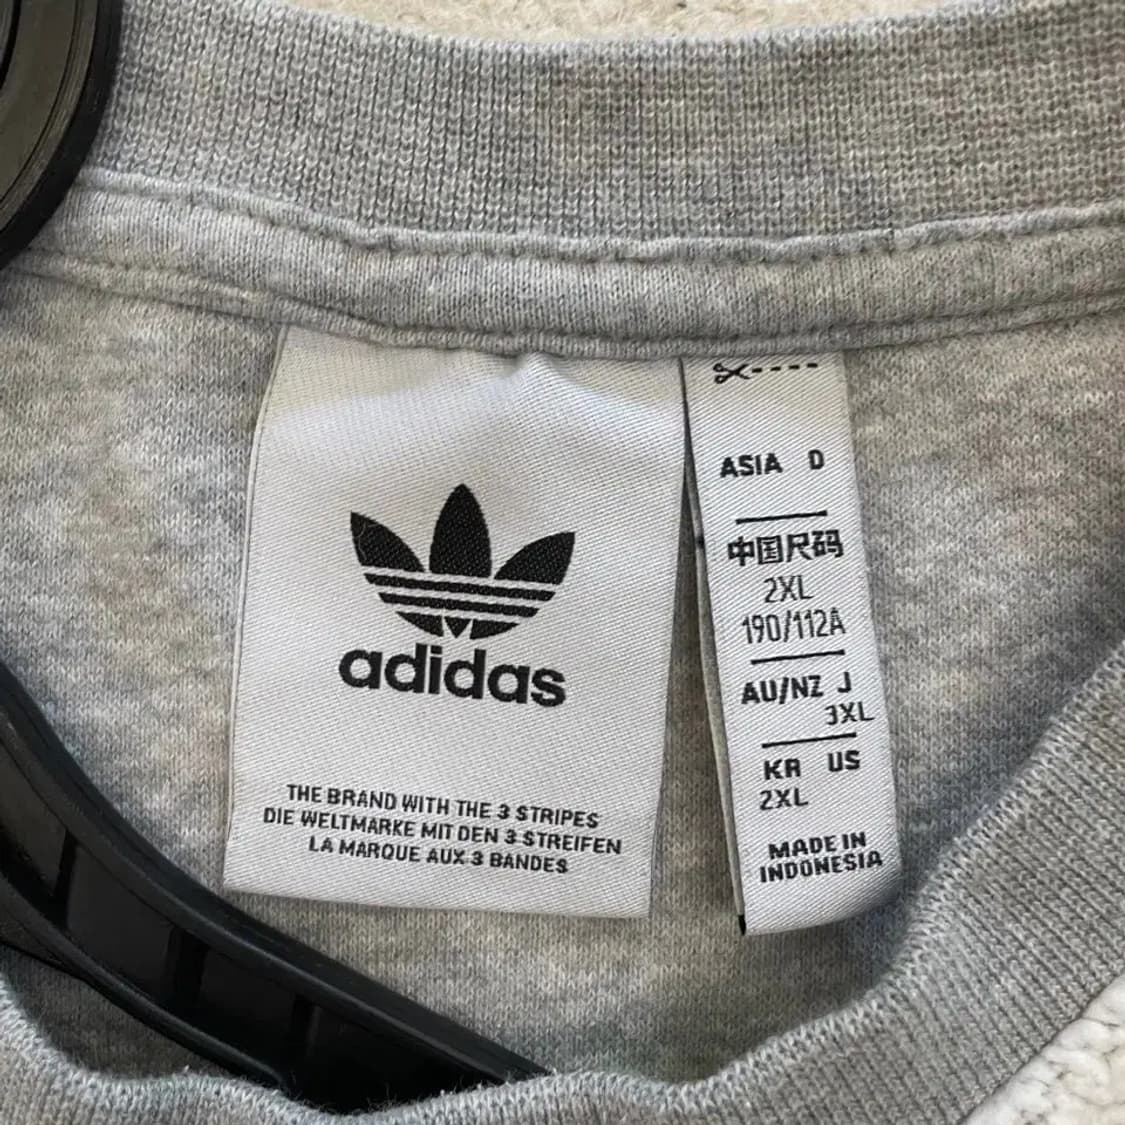 adidas
THE BRAND WITH THE 3 STRIPES
DIE WELTMARKE MIT DEN 3 STREIFEN
LA MARQUE AUX 3 BANDES
ASIA D
中国尺码
2XL
190/112A
AU/NZ J
3XL
KR US
2XL
MADE IN
INDONESIA